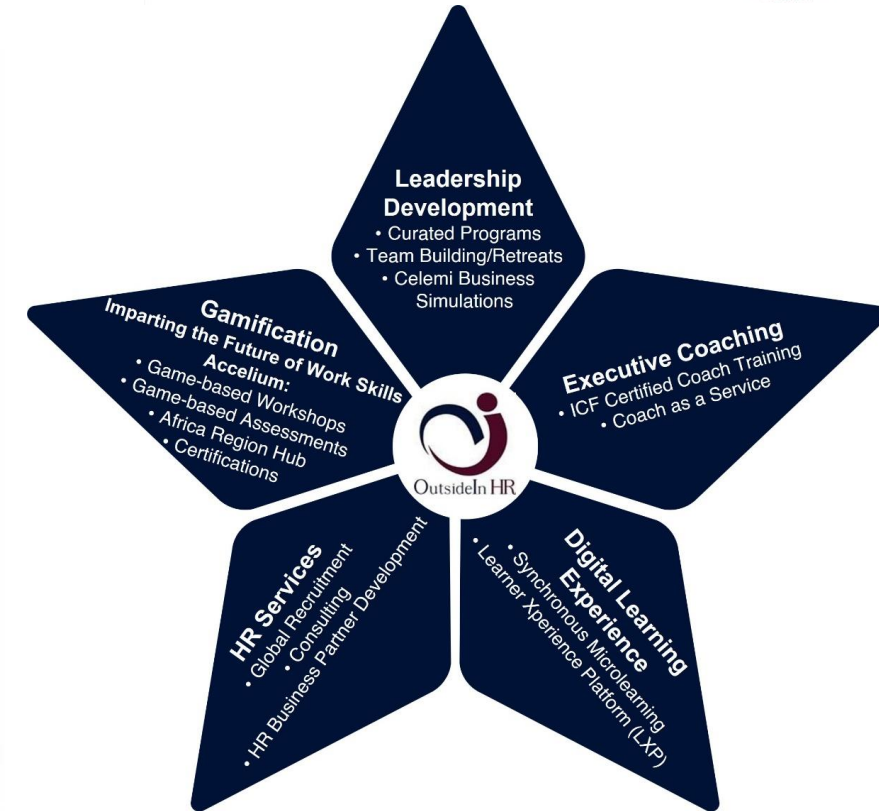 Leadership
Development
• Curated Programs
• Team Building/Retreats
• Celemi Business
Simulations
Executive Coaching
• ICF Certified Coach Training
• Coach as a Service
Digital Learning
Experience
• Synchronous Microlearning
• Learner Xperience Platform (LXP)
HR Services
• Global Recruitment
• Consulting
• HR Business Partner Development
Gamification
Imparting the Future of Work Skills
Accelium:
• Game-based Workshops
• Game-based Assessments
• Africa Region Hub
• Certifications
OutsideIn HR